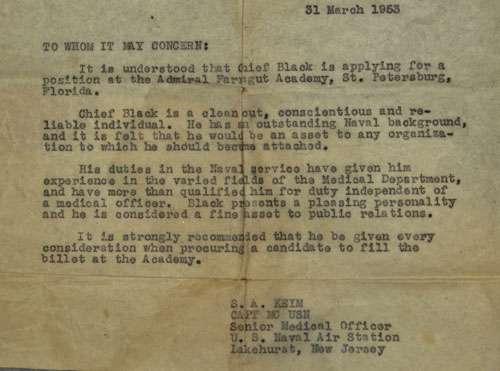 31 March 1953
TO WHOM IT MAY CONCERN:
It is understood that Chief Black is applying for a
position at the Admiral Farragut Academy, St. Petersburg,
Florida.
Chief Black is a clean cut, conscientious and re-
liable individual. He has an outstanding Naval background,
and it is felt that he would be an asset to any organiza-
tion to which he should become attached.
His duties in the Naval service have given him
experience in the varied fields of the Medical Department,
and have more than qualified him for duty independent of
a medical officer. Black presents a pleasing personality
and he is considered a fine asset to public relations.
It is strongly recommended that he be given every
consideration when procuring a candidate to fill the
billet at the Academy.
S. A. KEIM
CAPT MC USN
Senior Medical Officer
U. S. Naval Air Station
Lakehurst, New Jersey